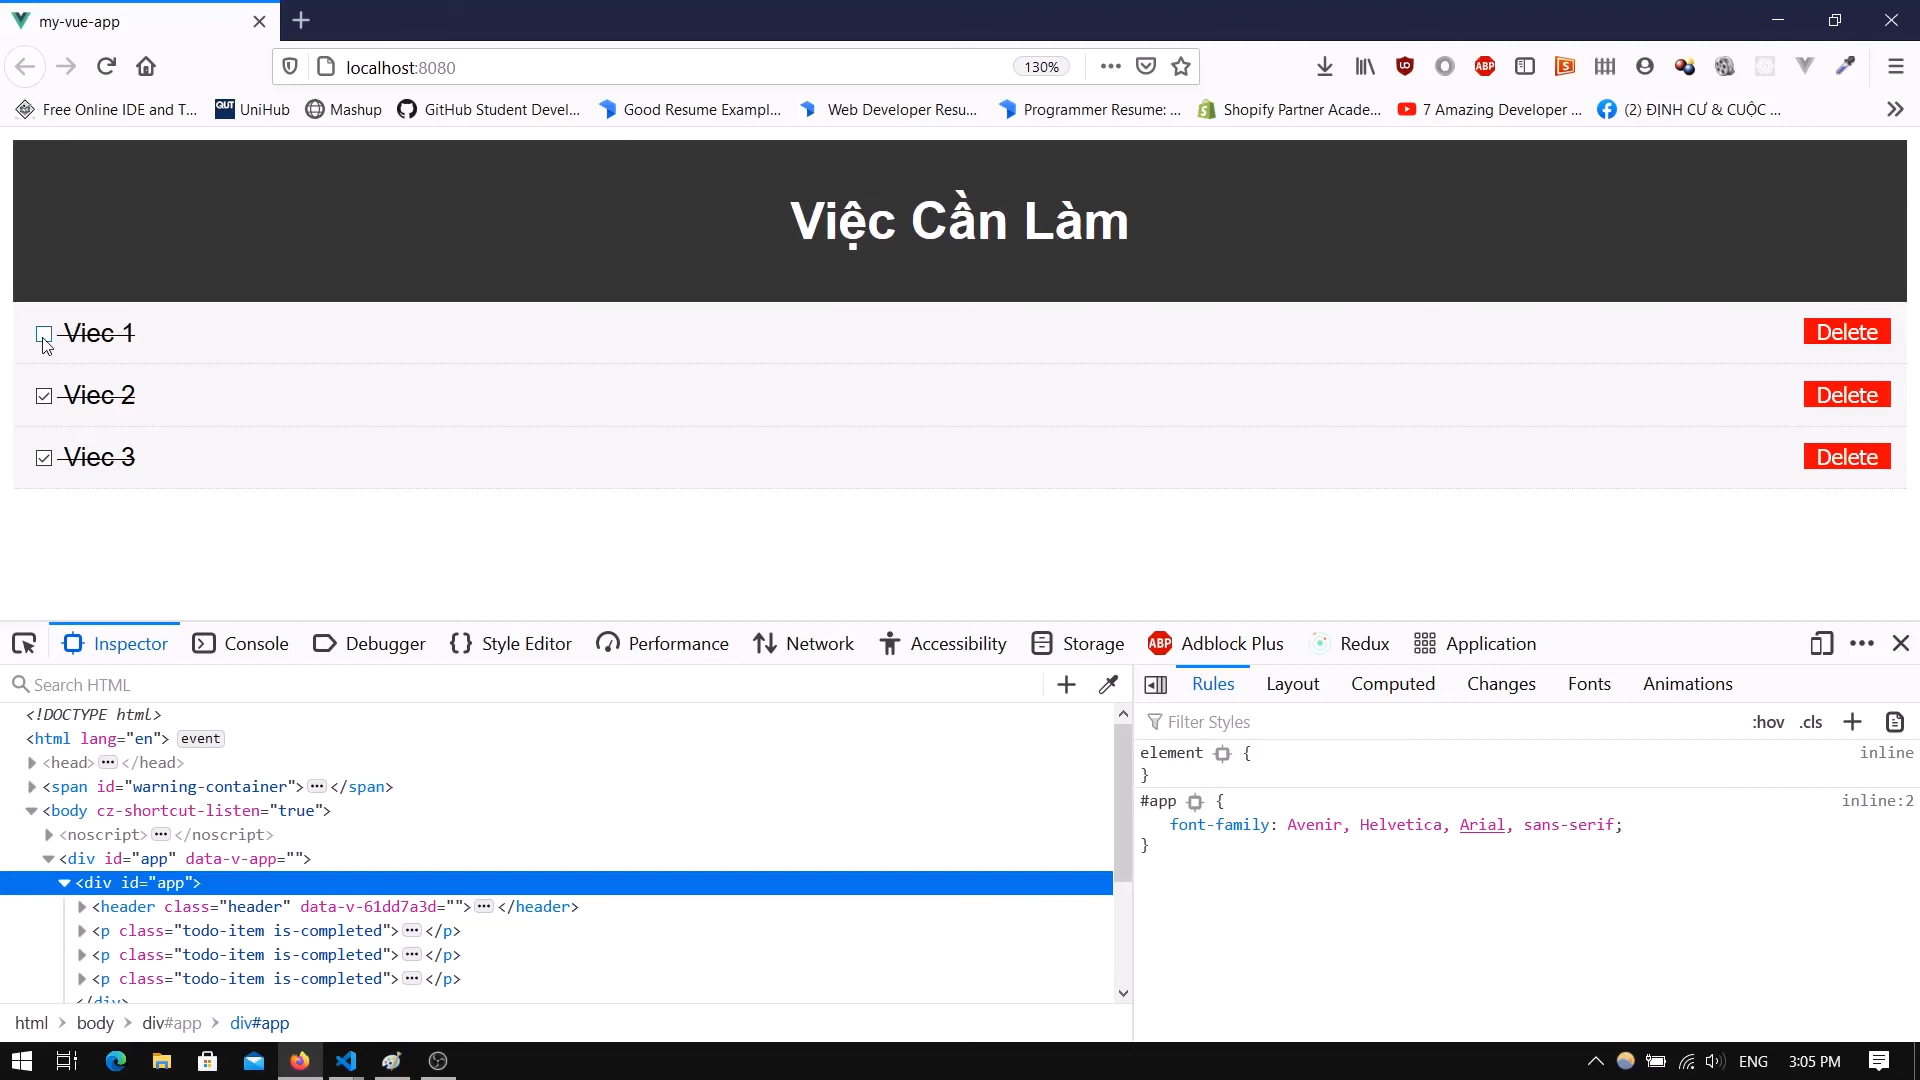 my-vue-app
localhost:8080
130%
Free Online IDE and T...
UniHub
Mashup
GitHub Student Devel...
Good Resume Exampl...
Web Developer Resu...
Programmer Resume: ...
Shopify Partner Acade...
7 Amazing Developer ...
(2) ĐỊNH CƯ & CUỘC ...
Việc Cần Làm
Viec 1
Delete
Viec 2
Delete
Viec 3
Delete
Inspector
Console
Debugger
Style Editor
Performance
Network
Accessibility
Storage
ABP
Adblock Plus
Redux
Application
Search HTML
Rules
Layout
Computed
Changes
Fonts
Animations
<!DOCTYPE html>
<html lang="en"> event
<head> ... </head>
<span id="warning-container"> ... </span>
<body cz-shortcut-listen="true">
<noscript> ... </noscript>
<div id="app" data-v-app="">
<div id="app">
<header class="header" data-v-61dd7a3d=""> ... </header>
<p class="todo-item is-completed"> ... </p>
<p class="todo-item is-completed"> ... </p>
<p class="todo-item is-completed"> ... </p>
</div>
Filter Styles
:hov .cls
element {
inline
}
#app {
inline:2
font-family: Avenir, Helvetica, Arial, sans-serif;
}
html
body
div#app
div#app
ENG
3:05 PM